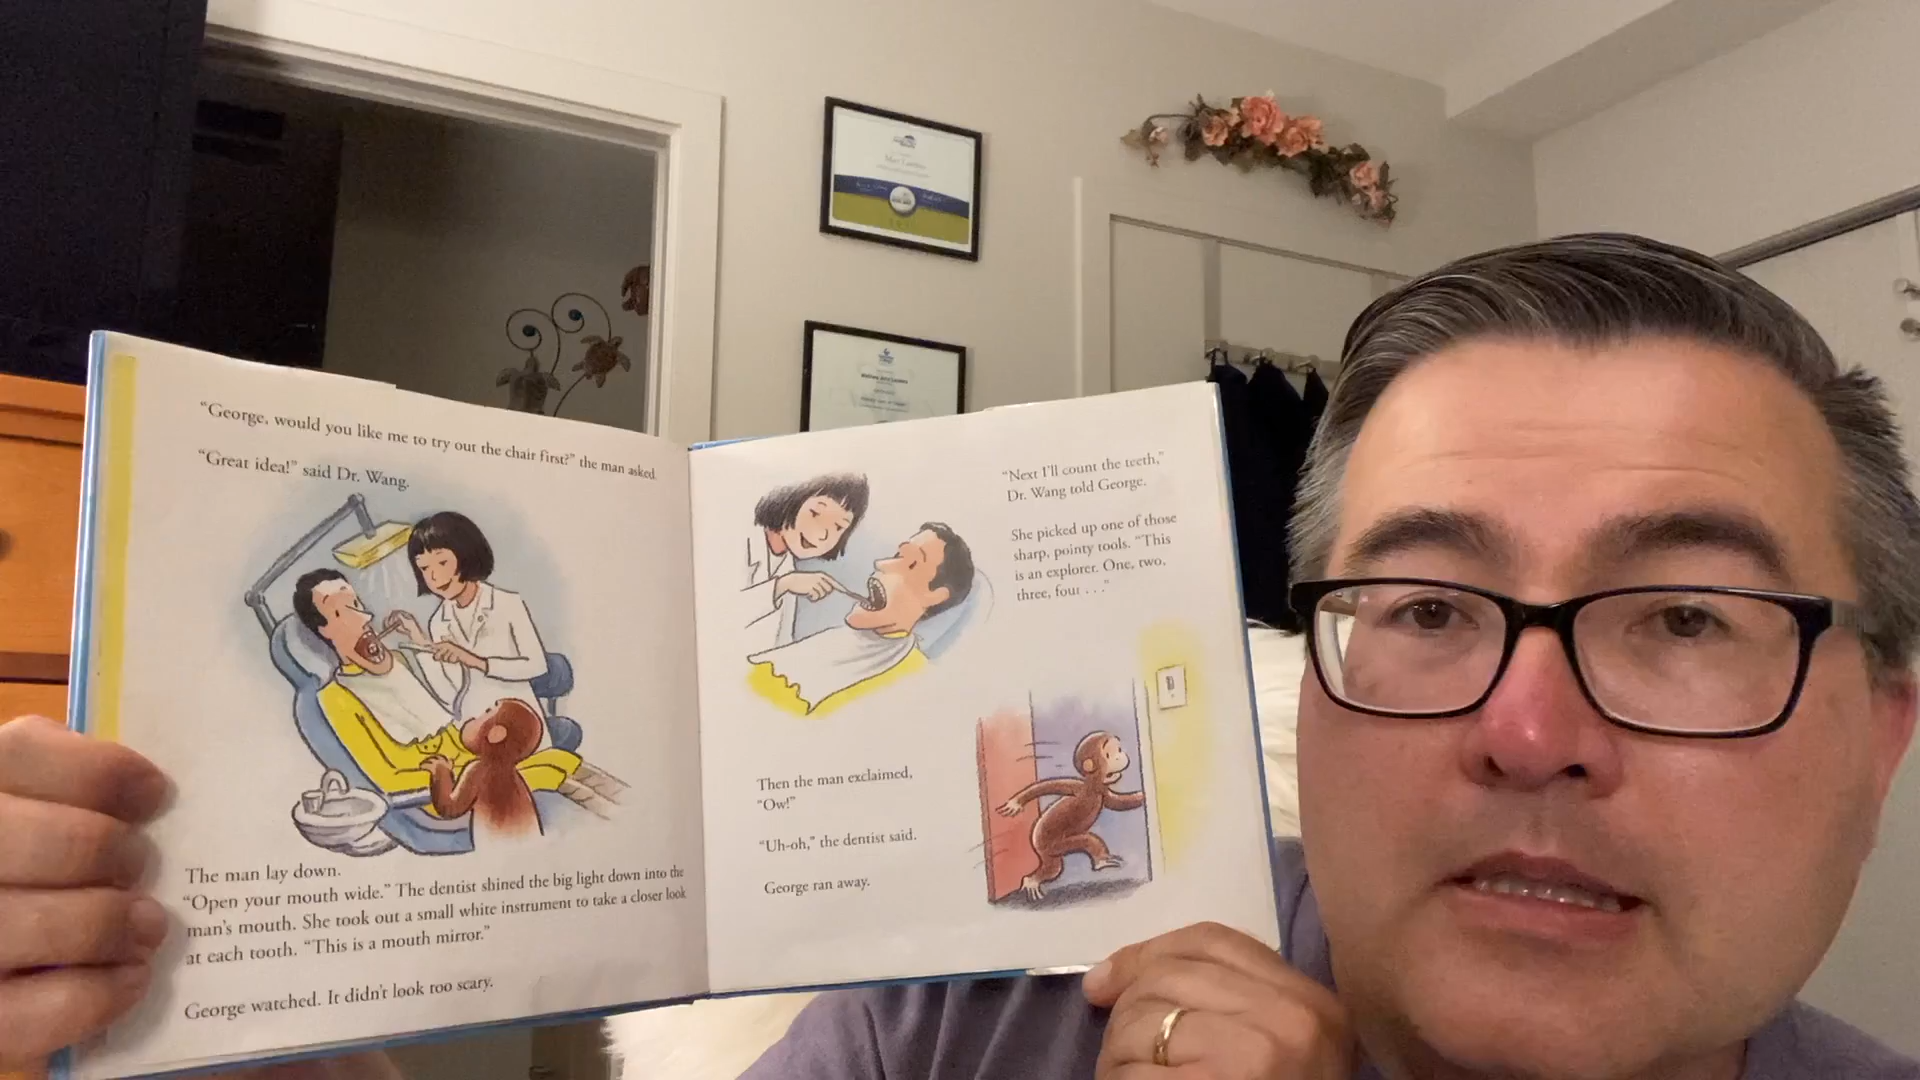 “George, would you like me to try out the chair first?” the man asked.
“Great idea!” said Dr. Wang.
The man lay down.
“Open your mouth wide.” The dentist shined the big light down into the
man’s mouth. She took out a small white instrument to take a closer look
at each tooth. “This is a mouth mirror.”
George watched. It didn’t look too scary.
“Next I’ll count the teeth,”
Dr. Wang told George.
She picked up one of those
sharp, pointy tools. “This
is an explorer. One, two,
three, four . . .”
Then the man exclaimed,
“Ow!”
“Uh-oh,” the dentist said.
George ran away.